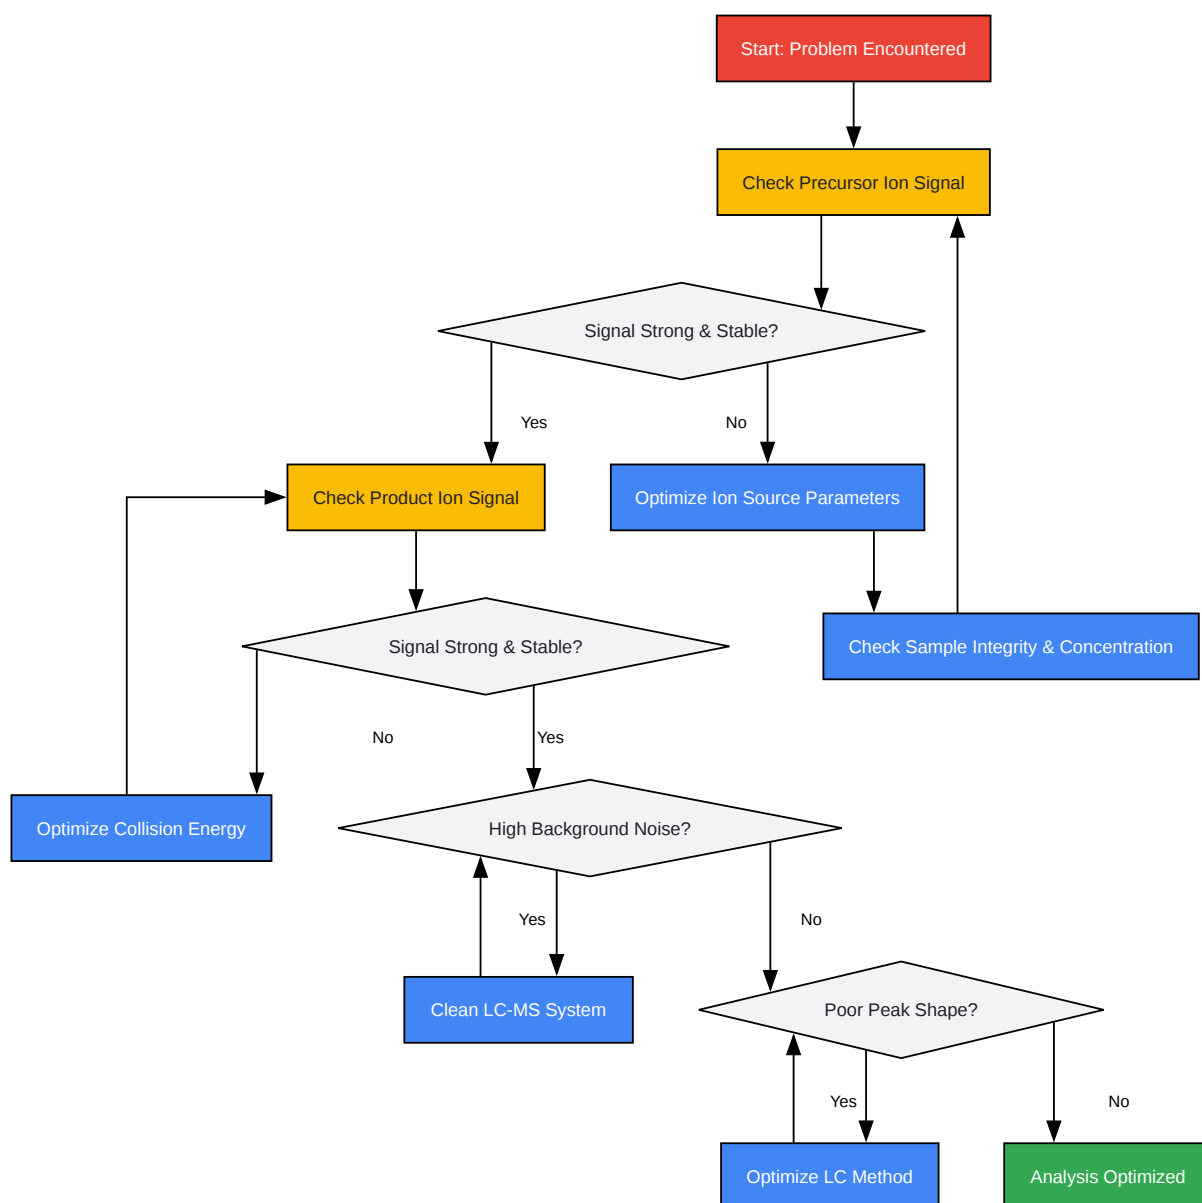 Start: Problem Encountered
Check Precursor Ion Signal
Signal Strong & Stable?
Yes
No
Check Product Ion Signal
Optimize Ion Source Parameters
Signal Strong & Stable?
Check Sample Integrity & Concentration
No
Yes
Optimize Collision Energy
High Background Noise?
Yes
No
Clean LC-MS System
Poor Peak Shape?
Yes
No
Optimize LC Method
Analysis Optimized